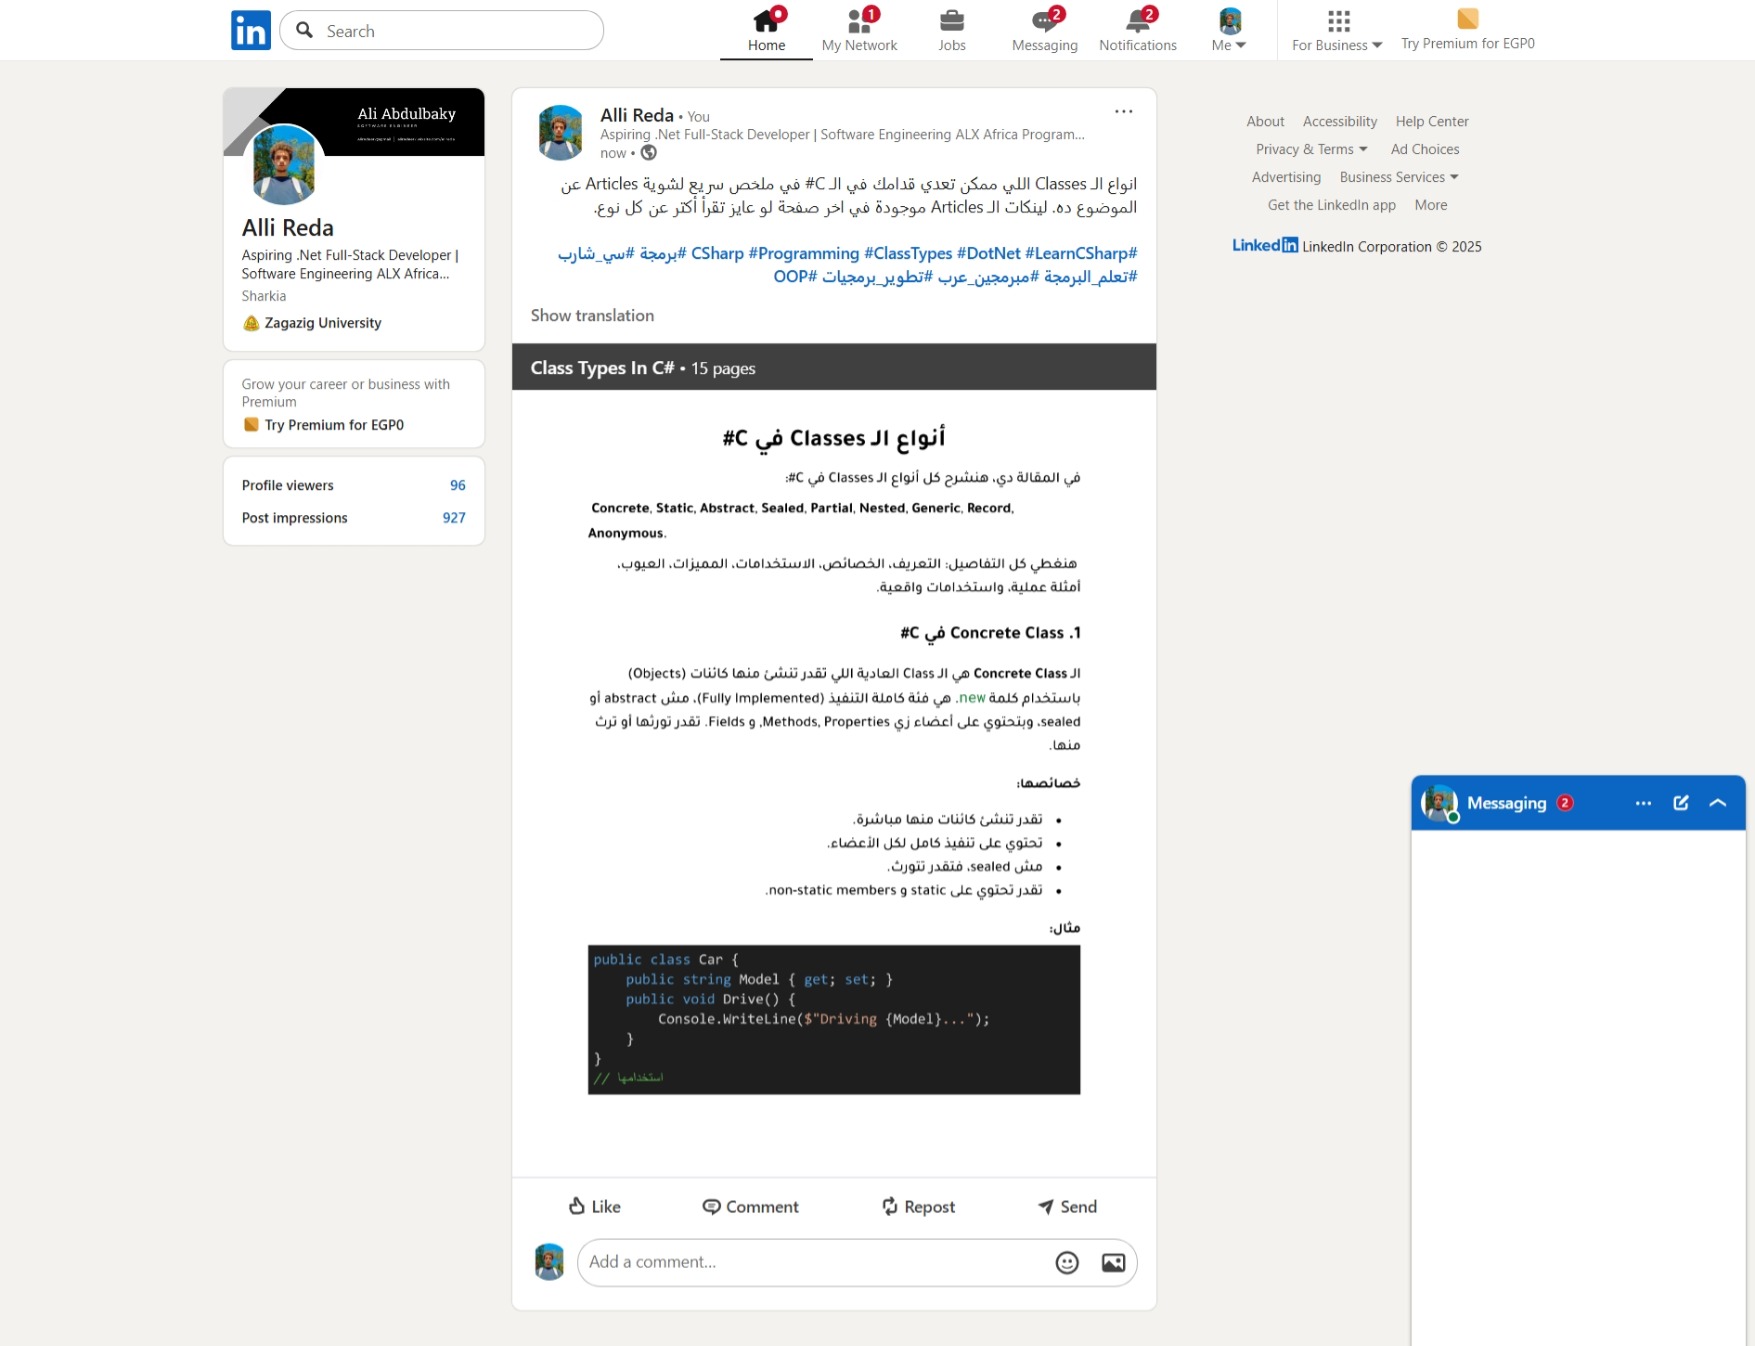 in
Search
Home
1
My Network
Jobs
2
Messaging
2
Notifications
Me
For Business
Try Premium for EGP0
Ali Abdulbaky
SOFTWARE ENGINEER
Alli Reda
Aspiring .Net Full-Stack Developer |
Software Engineering ALX Africa...
Sharkia
Zagazig University
Grow your career or business with
Premium
Try Premium for EGP0
Profile viewers 96
Post impressions 927
Alli Reda • You
Aspiring .Net Full-Stack Developer | Software Engineering ALX Africa Program...
now •
انواع الـ Classes اللي ممكن تعدي قدامك في الـ C# في ملخص سريع لشوية Articles عن
الموضوع ده. لينكات الـ Articles موجودة في اخر صفحة لو عايز تقرأ أكتر عن كل نوع.
#CSharp #Programming #ClassTypes #DotNet #LearnCSharp #برمجة #سي_شارب
#تعلم_البرمجة #مبرمجين_عرب #تطوير_برمجيات #OOP
Show translation
Class Types In C# • 15 pages
أنواع الـ Classes في C#
في المقالة دي، هنشرح كل أنواع الـ Classes في C#:
Concrete, Static, Abstract, Sealed, Partial, Nested, Generic, Record,
Anonymous.
هنغطي كل التفاصيل: التعريف، الخصائص، الاستخدامات، المميزات، العيوب،
أمثلة عملية، واستخدامات واقعية.
1. Concrete Class في C#
الـ Concrete Class هي الـ Class العادية اللي تقدر تنشئ منها كائنات (Objects)
باستخدام كلمة new. هي فئة كاملة التنفيذ (Fully Implemented)، مش abstract أو
sealed، وبتحتوي على أعضاء زي Methods, Properties, و Fields. تقدر تورثها أو ترث
منها.
خصائصها:
• تقدر تنشئ كائنات منها مباشرة.
• تحتوي على تنفيذ كامل لكل الأعضاء.
• مش sealed، فتقدر تتورث.
• تقدر تحتوي على static و non-static members.
مثال:
public class Car {
public string Model { get; set; }
public void Drive() {
Console.WriteLine($"Driving {Model}...");
}
}
// استخدامها
Like
Comment
Repost
Send
Add a comment...
About Accessibility Help Center
Privacy & Terms Ad Choices
Advertising Business Services
Get the LinkedIn app More
LinkedIn LinkedIn Corporation © 2025
Messaging 2